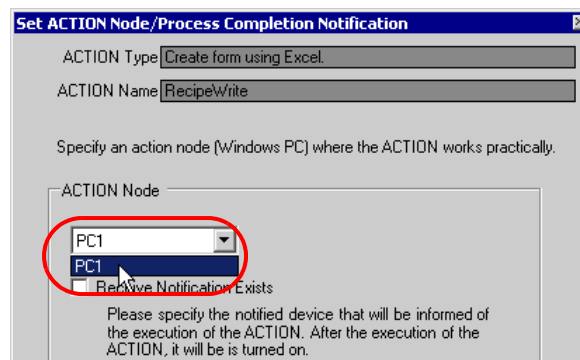 Set ACTION Node/Process Completion Notification
ACTION Type Create form using Excel.
ACTION Name RecipeWrite
Specify an action node (Windows PC) where the ACTION works practically.
ACTION Node
PC1
PC1
Receive Notification Exists
Please specify the notified device that will be informed of
the execution of the ACTION. After the execution of the
ACTION, it will be is turned on.